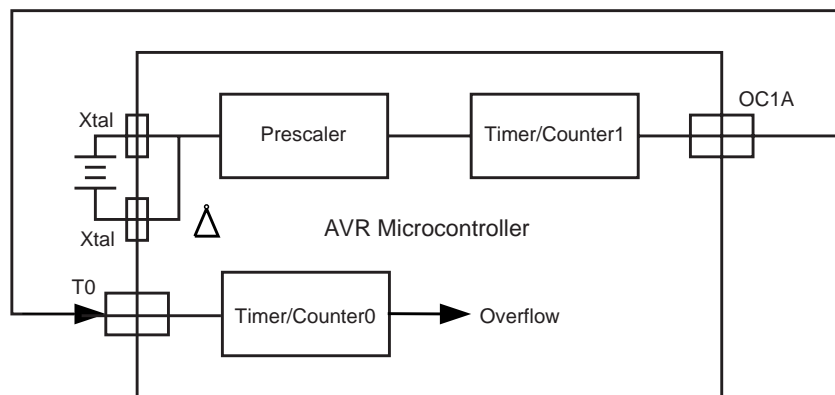 OC1A
Xtal
Prescaler
Timer/Counter1
Xtal
AVR Microcontroller
T0
Timer/Counter0
Overflow